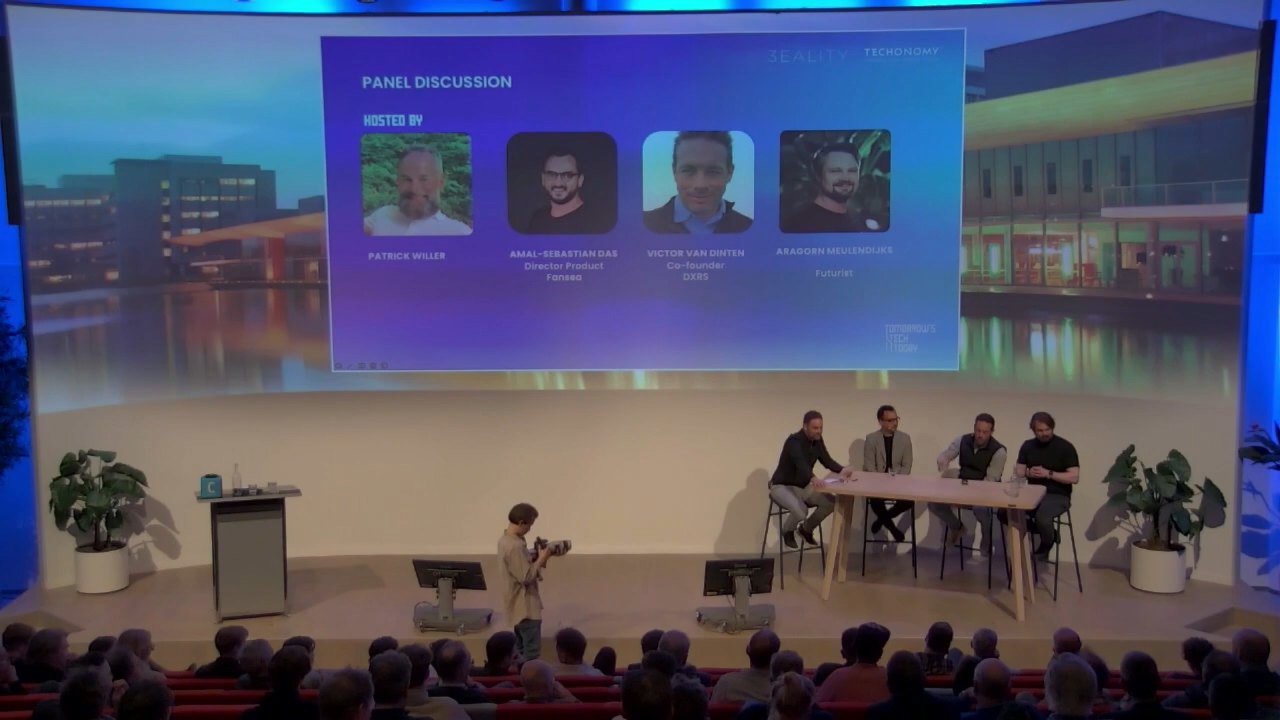 3EALITY TECHONOMY
PANEL DISCUSSION
HOSTED BY
PATRICK WILLER
AMAL-SEBASTIAN DAS
Director Product
Fansea
VICTOR VAN DINTEN
Co-founder
DXRS
ARAGORN MEULENDIJKS
Futurist
TOMORROW'S
TECH
TODAY
C